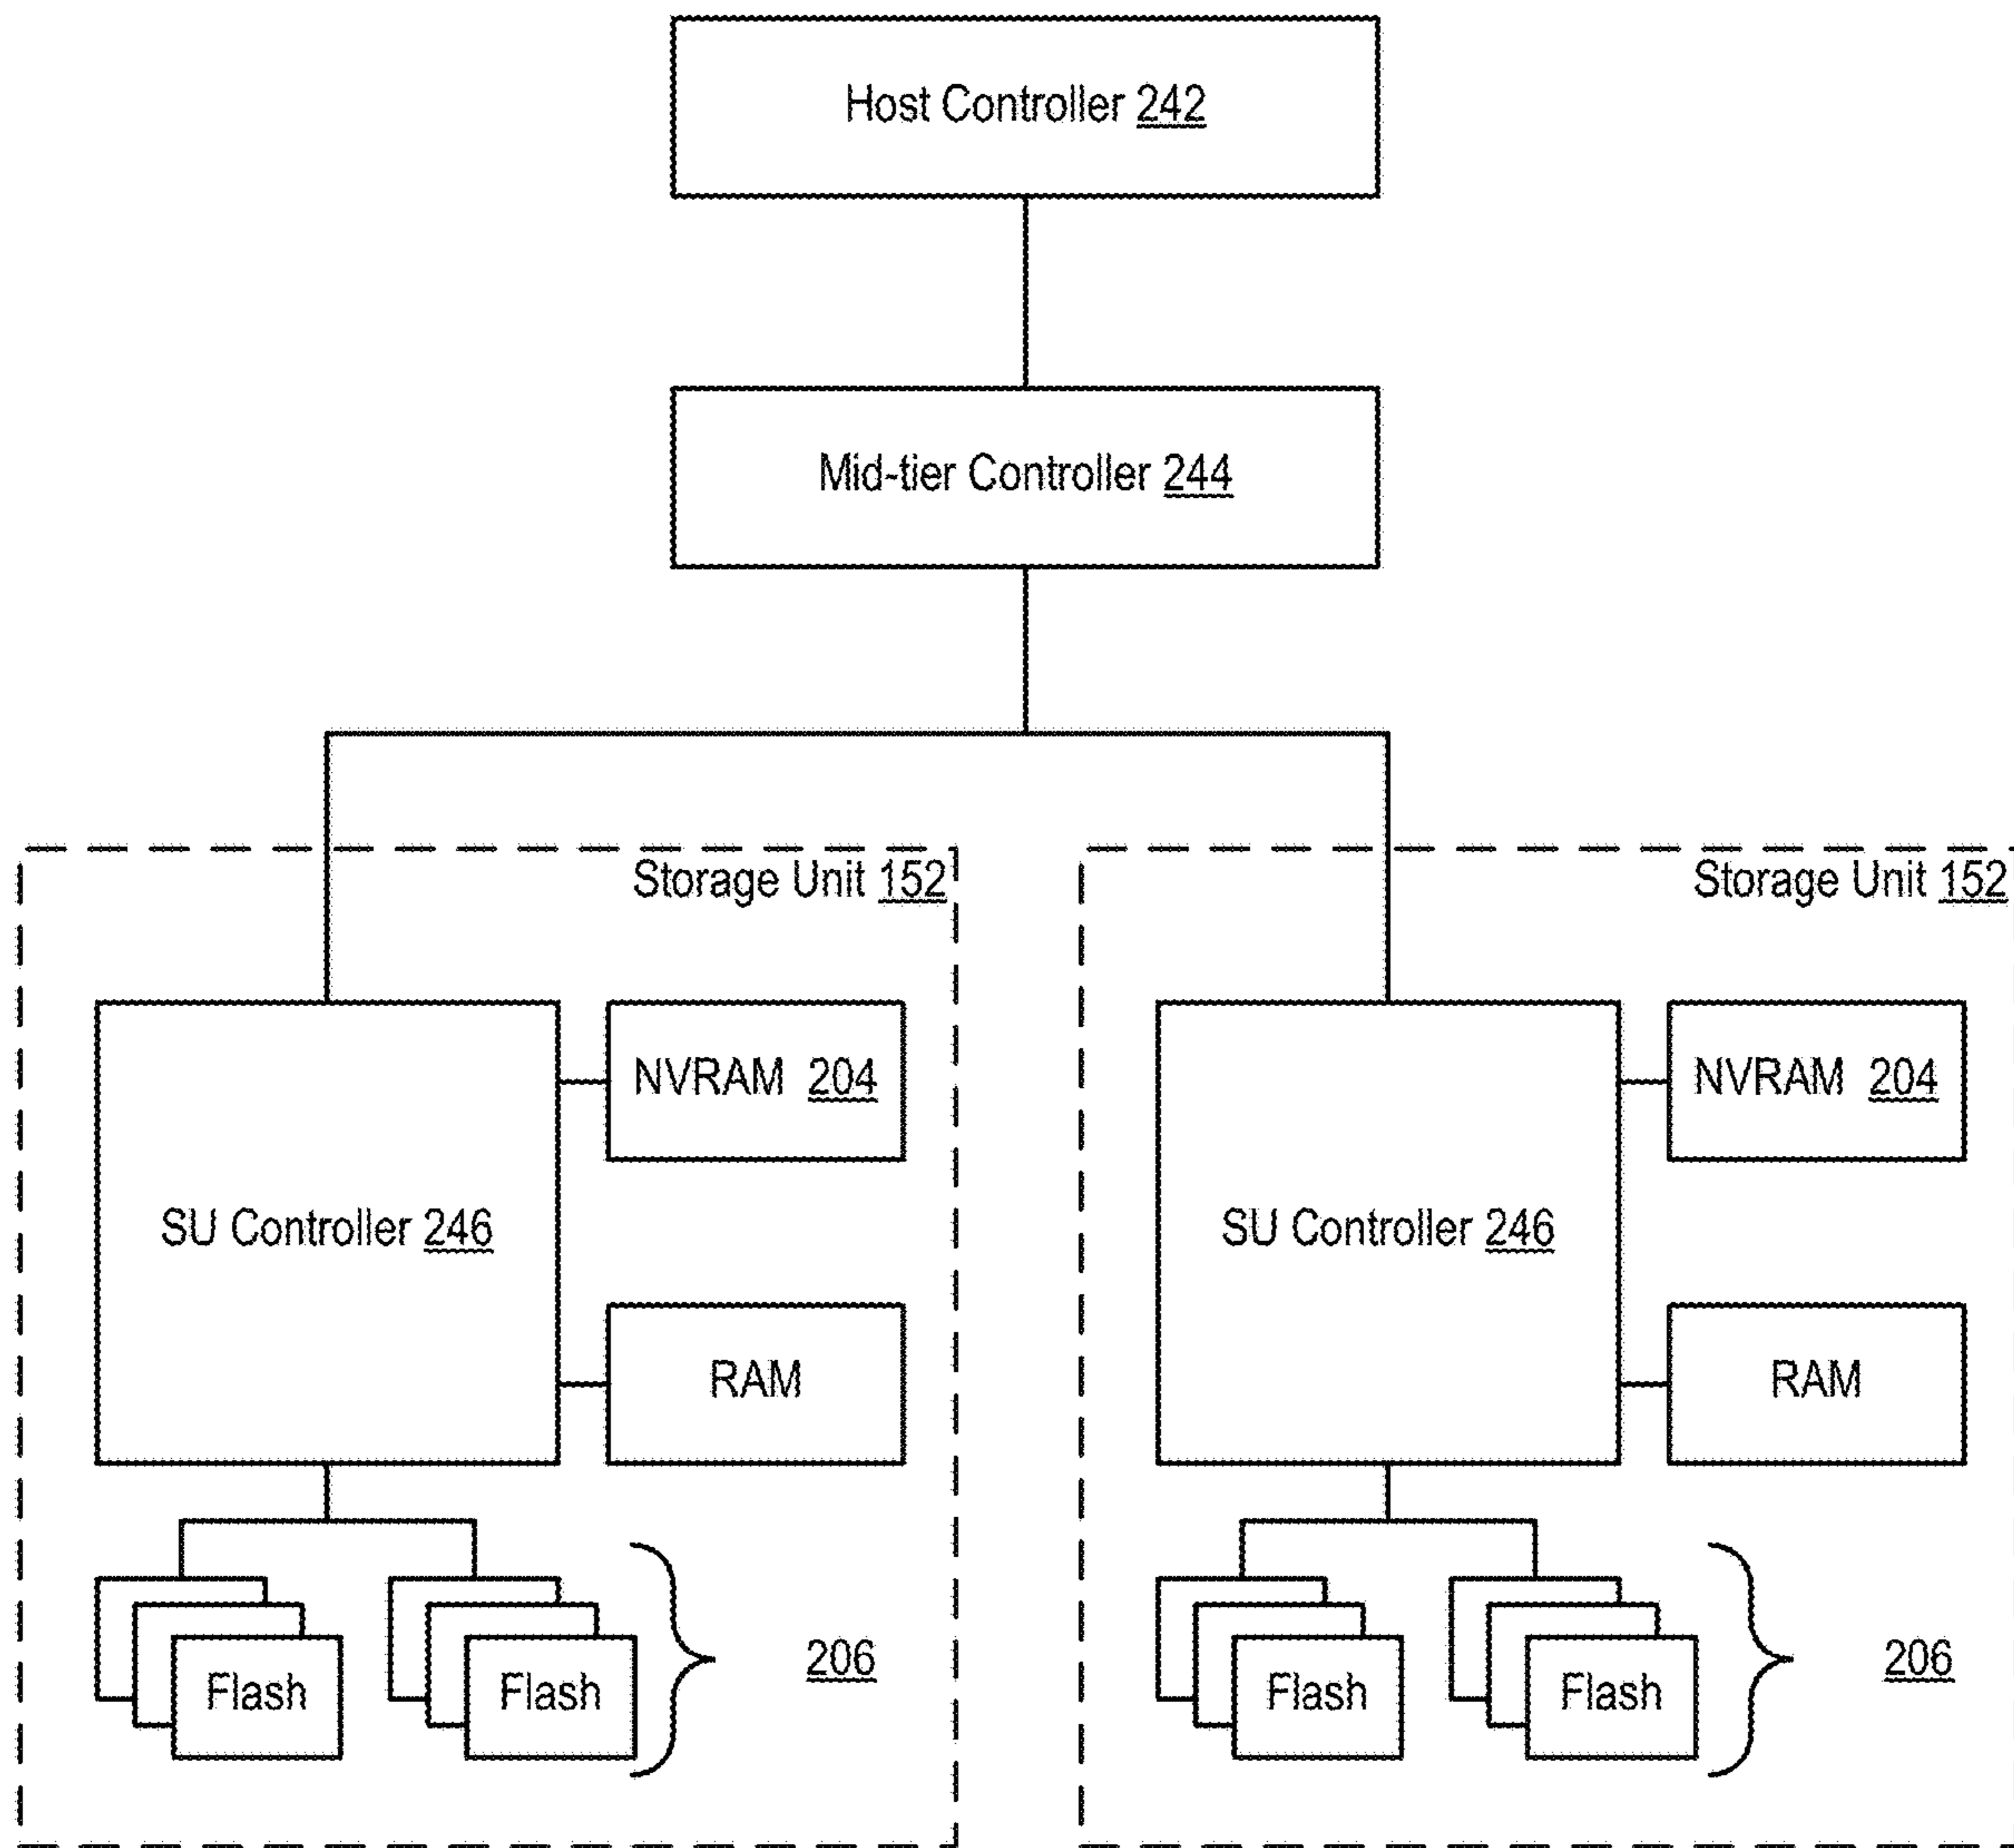 Host Controller 242
Mid-tier Controller 244
Storage Unit 152
NVRAM 204
SU Controller 246
RAM
Flash
Flash
206
Storage Unit 152
NVRAM 204
SU Controller 246
RAM
Flash
Flash
206